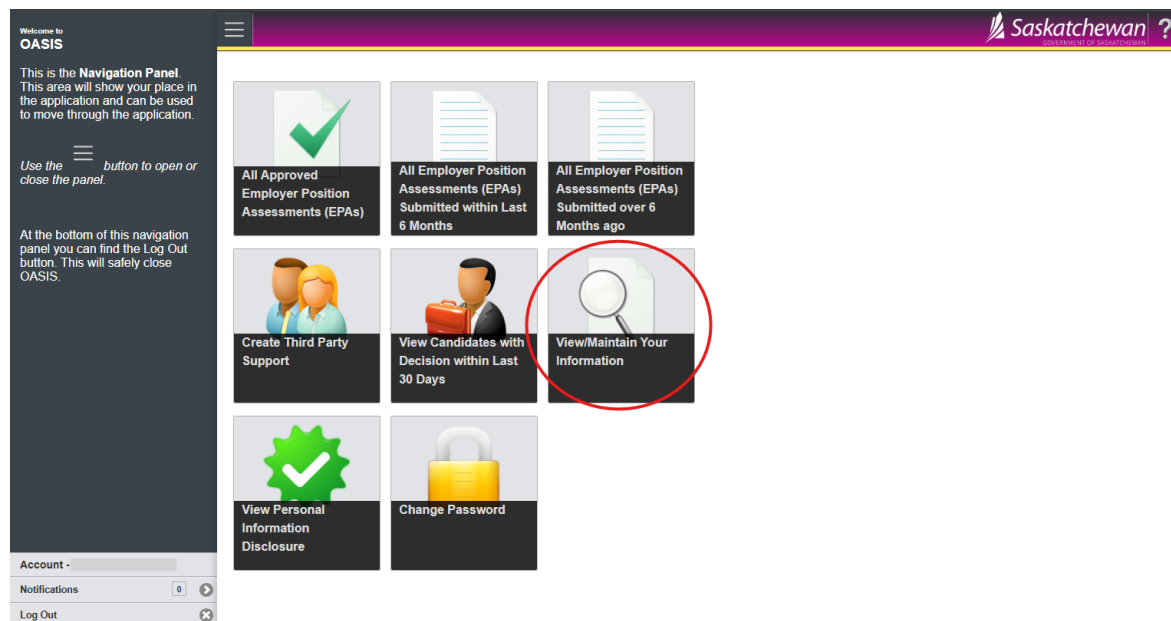 Welcome to
OASIS
This is the Navigation Panel.
This area will show your place in
the application and can be used
to move through the application.
Use the button to open or
close the panel.
At the bottom of this navigation
panel you can find the Log Out
button. This will safely close
OASIS.
Account -
Notifications 0
Log Out
Saskatchewan ?
GOVERNMENT OF SASKATCHEWAN
All Approved
Employer Position
Assessments (EPAs)
All Employer Position
Assessments (EPAs)
Submitted within Last
6 Months
All Employer Position
Assessments (EPAs)
Submitted over 6
Months ago
Create Third Party
Support
View Candidates with
Decision within Last
30 Days
View/Maintain Your
Information
View Personal
Information
Disclosure
Change Password